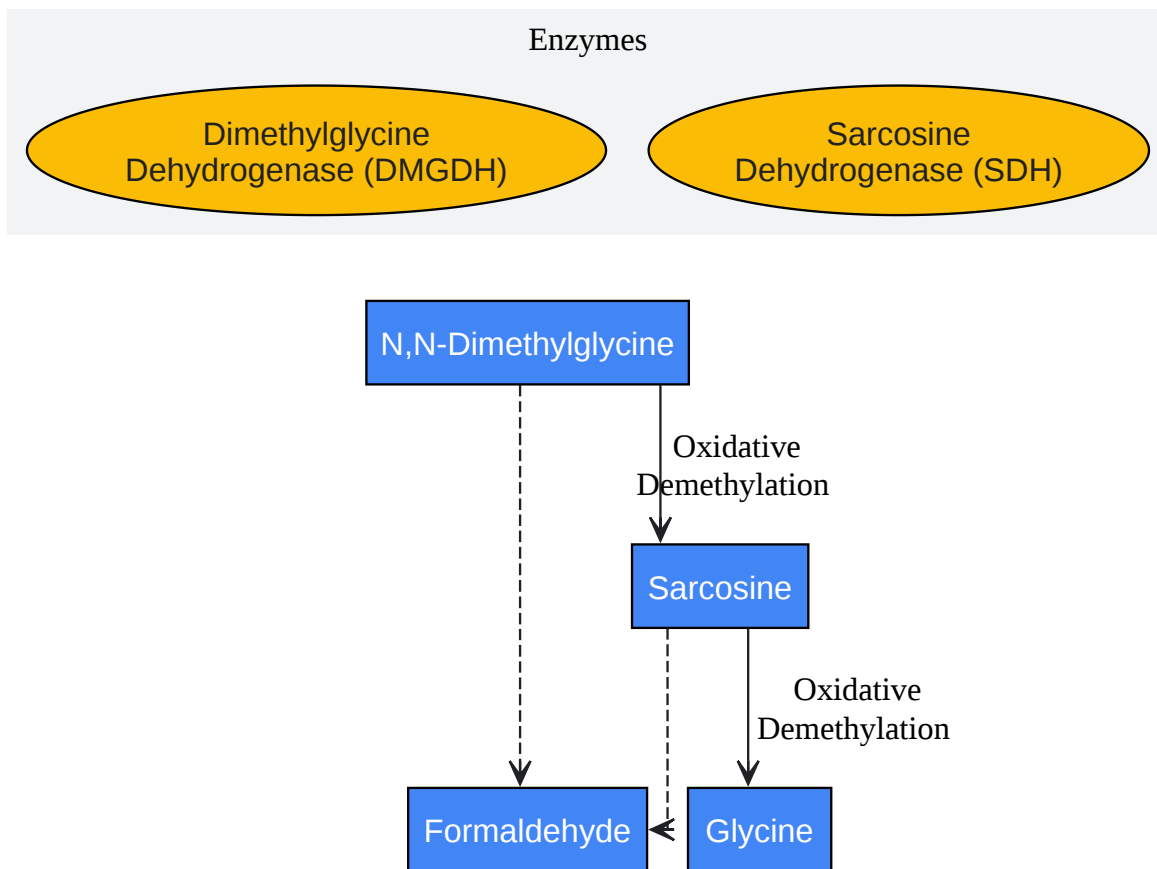 Enzymes
Dimethylglycine
Dehydrogenase (DMGDH)
Sarcosine
Dehydrogenase (SDH)
N,N-Dimethylglycine
Oxidative
Demethylation
Sarcosine
Oxidative
Demethylation
Formaldehyde
Glycine